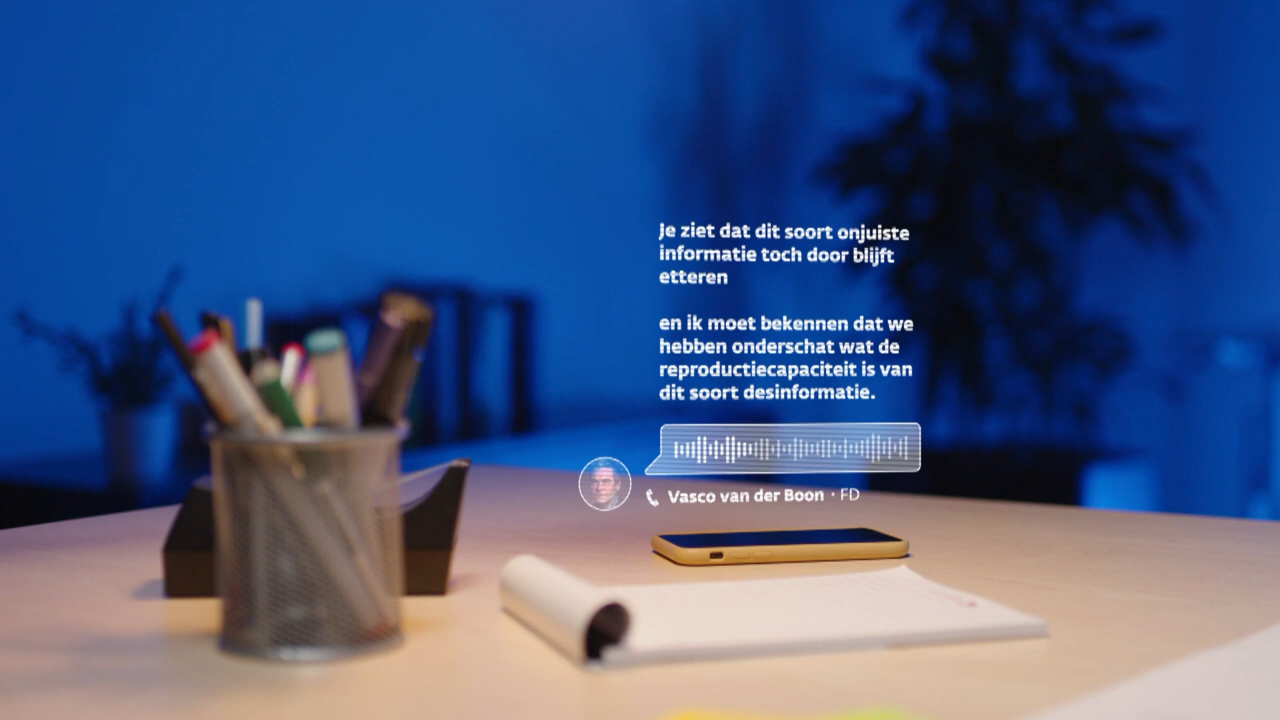 Je ziet dat dit soort onjuiste
informatie toch door blijft
etteren
en ik moet bekennen dat we
hebben onderschat wat de
reproductiecapaciteit is van
dit soort desinformatie.
Vasco van der Boon · FD